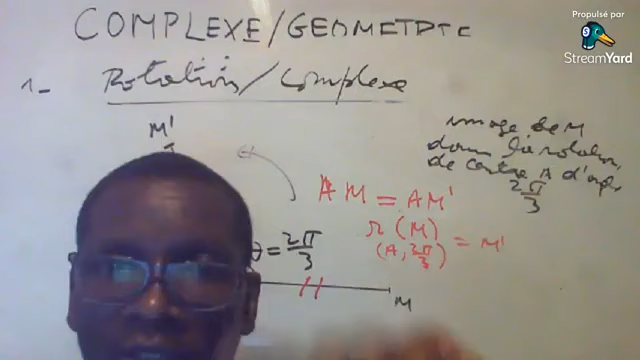 Propulsé par
StreamYard
COMPLEXE/GEOMETRIE
1- Rotation/Complexe
M'
image de M
dans la rotation
de centre A d'angle
2π/3
AM = AM'
r (M) = M'
(A, 2π/3)
θ = 2π/3
M